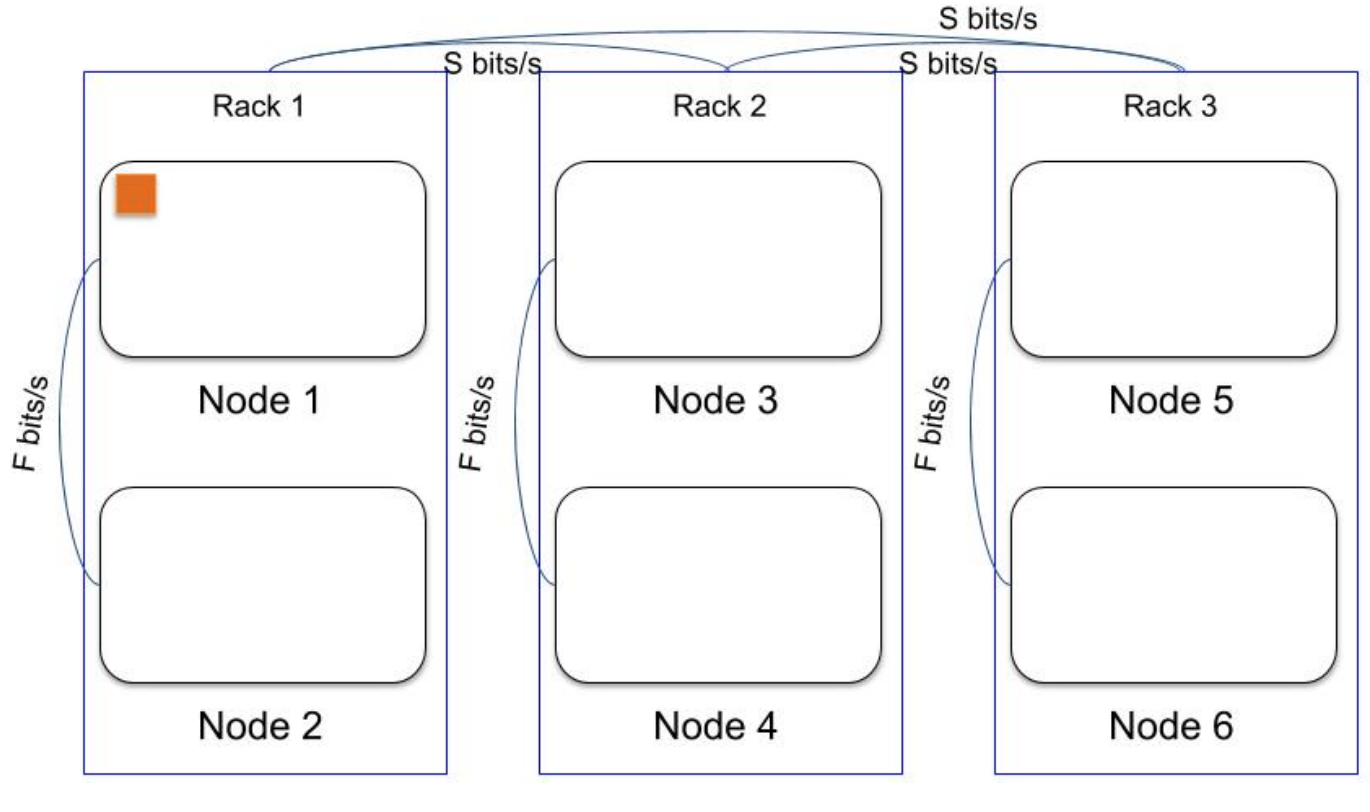 S bits/s
S bits/s
S bits/s
Rack 1
Rack 2
Rack 3
Node 1
Node 3
Node 5
F bits/s
F bits/s
F bits/s
Node 2
Node 4
Node 6